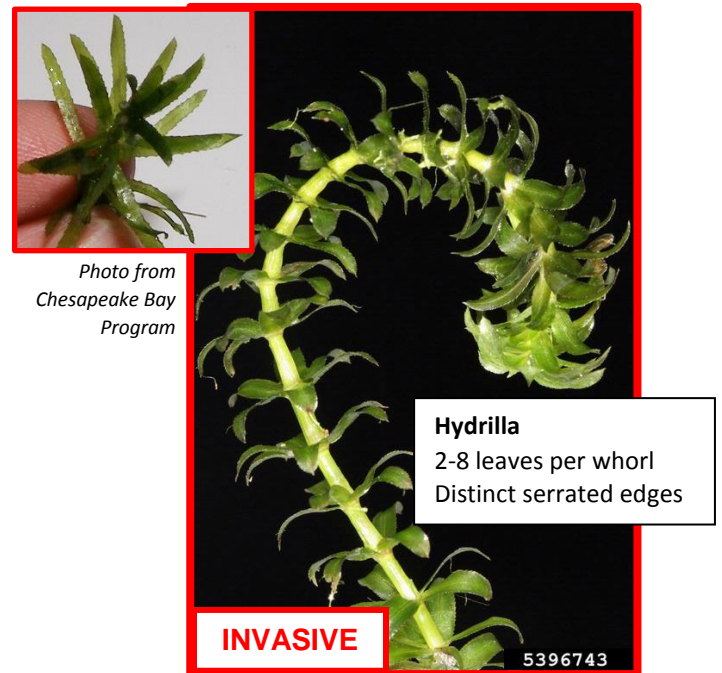 Photo from
Chesapeake Bay
Program
Hydrilla
2-8 leaves per whorl
Distinct serrated edges
INVASIVE
5396743